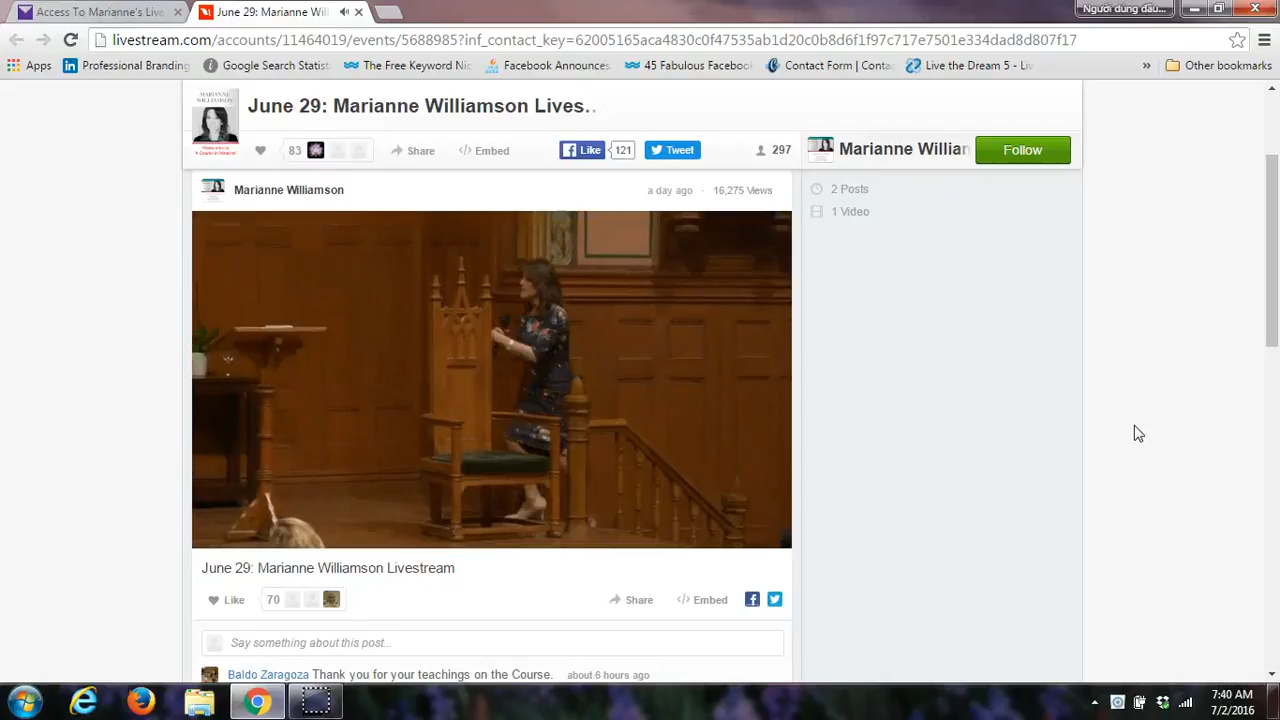 Access To Marianne's Live
June 29: Marianne Wil
Người dùng đầu...
livestream.com/accounts/11464019/events/5688985?inf_contact_key=62005165aca4830c0f47535ab1d20c0b8d6f1f97c717e7501e334dad8d807f17
Apps Professional Branding Google Search Statist The Free Keyword Nic Facebook Announces 45 Fabulous Facebook Contact Form | Contac Live the Dream 5 - Liv » Other bookmarks
MARIANNE
WILLIAMSON
June 29: Marianne Williamson Lives...
83 Share Embed Like 121 Tweet 297
Marianne Willian Follow
Marianne Williamson a day ago · 16,275 Views
2 Posts
1 Video
June 29: Marianne Williamson Livestream
Like 70 Share Embed
Say something about this post...
Baldo Zaragoza Thank you for your teachings on the Course. about 6 hours ago
7:40 AM
7/2/2016